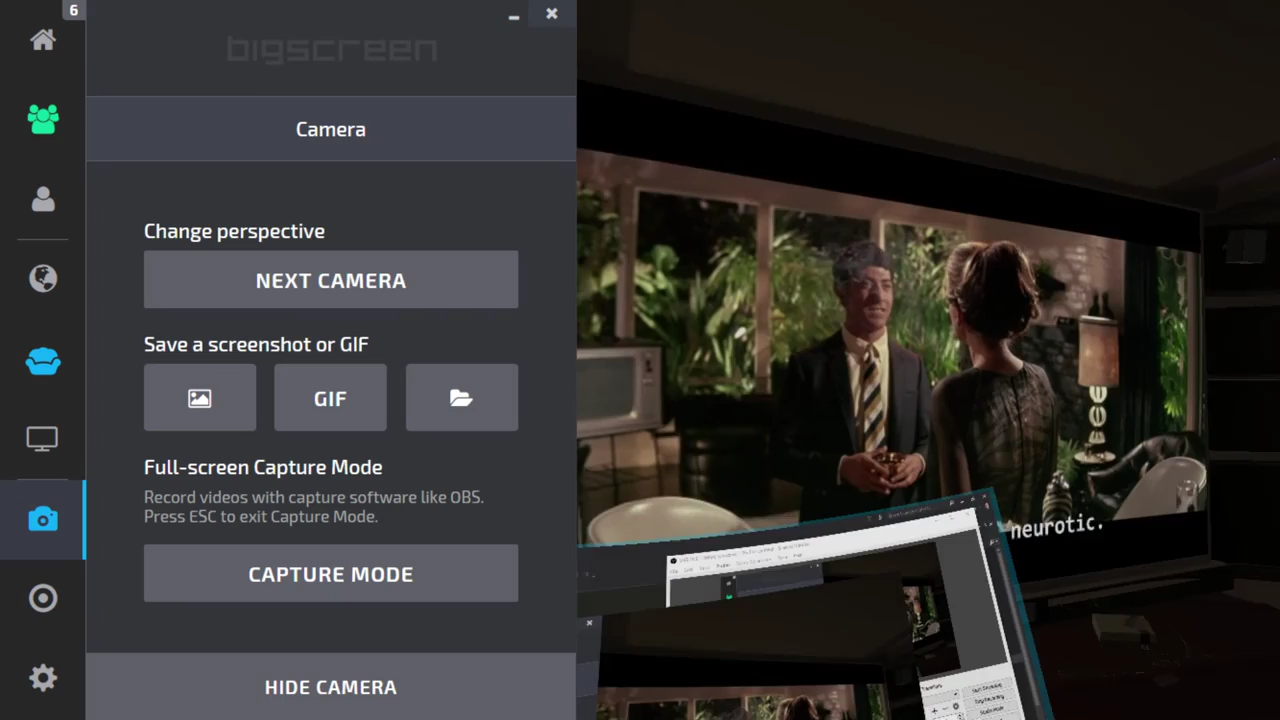 6
bigscreen
Camera
Change perspective
NEXT CAMERA
Save a screenshot or GIF
GIF
Full-screen Capture Mode
Record videos with capture software like OBS.
Press ESC to exit Capture Mode.
CAPTURE MODE
HIDE CAMERA
neurotic.